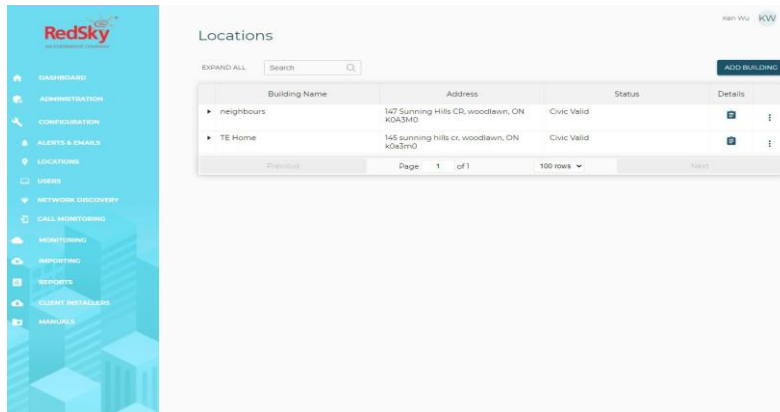 RedSky
Ken Wu KW
Locations
EXPAND ALL Search ADD BUILDING
Building Name Address Status Details
neighbours 147 Sunning Hills CR, woodlawn, ON K0A3M0 Civic Valid
TE Home 145 sunning hills cr, woodlawn, ON k0a3m0 Civic Valid
Previous Page 1 of 1 100 rows Next
DASHBOARD
ADMINISTRATION
CONFIGURATION
ALERTS & EMAILS
LOCATIONS
USERS
NETWORK DISCOVERY
CALL MONITORING
MONITORING
IMPORTING
REPORTS
CLIENT INSTALLERS
MANUALS